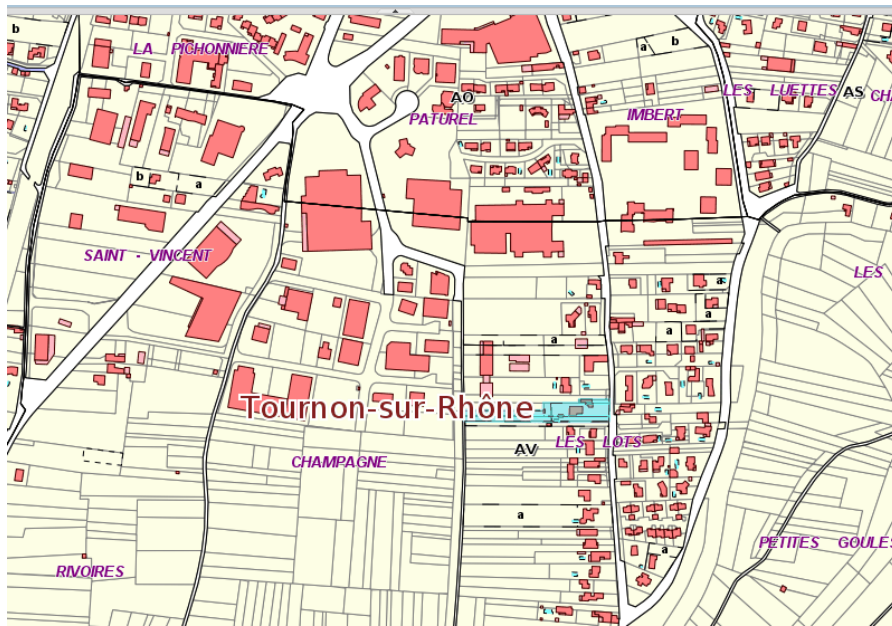 b
LA PICHONNIERE
a
b
AO
PATUREL
IMBERT
LES LUETTES
AS
CHA
b
a
SAINT - VINCENT
LES
a
a
a
a
Tournon-sur-Rhône
AV
LES LOTS
CHAMPAGNE
a
PETITES GOULES
a
RIVOIRES